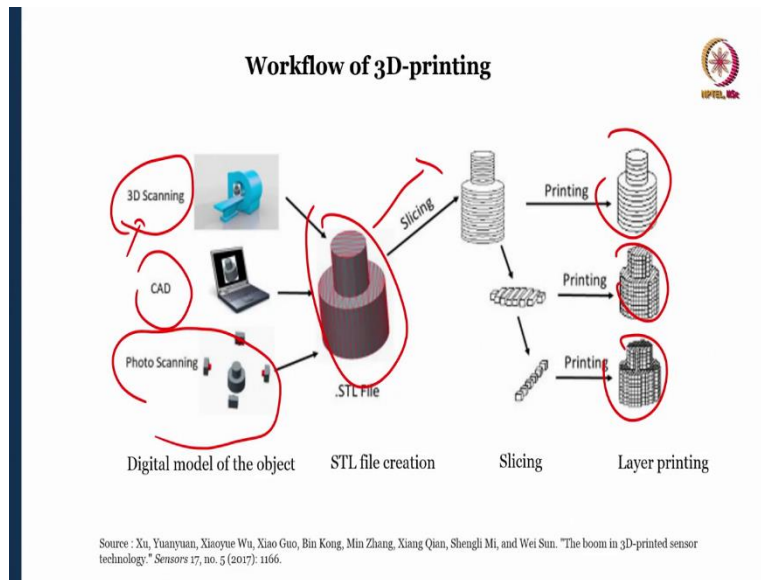 Workflow of 3D-printing
NPTEL, IISc
3D Scanning
CAD
Photo Scanning
.STL File
Slicing
Printing
Printing
Printing
Digital model of the object
STL file creation
Slicing
Layer printing
Source : Xu, Yuanyuan, Xiaoyue Wu, Xiao Guo, Bin Kong, Min Zhang, Xiang Qian, Shengli Mi, and Wei Sun. "The boom in 3D-printed sensor
technology." Sensors 17, no. 5 (2017): 1166.